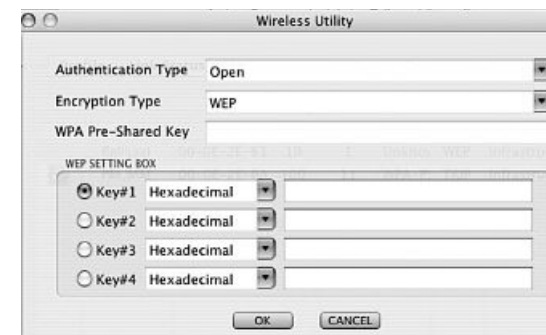 Wireless Utility
Authentication Type Open
Encryption Type WEP
WPA Pre-Shared Key
WEP SETTING BOX
Key#1 Hexadecimal
Key#2 Hexadecimal
Key#3 Hexadecimal
Key#4 Hexadecimal
OK CANCEL